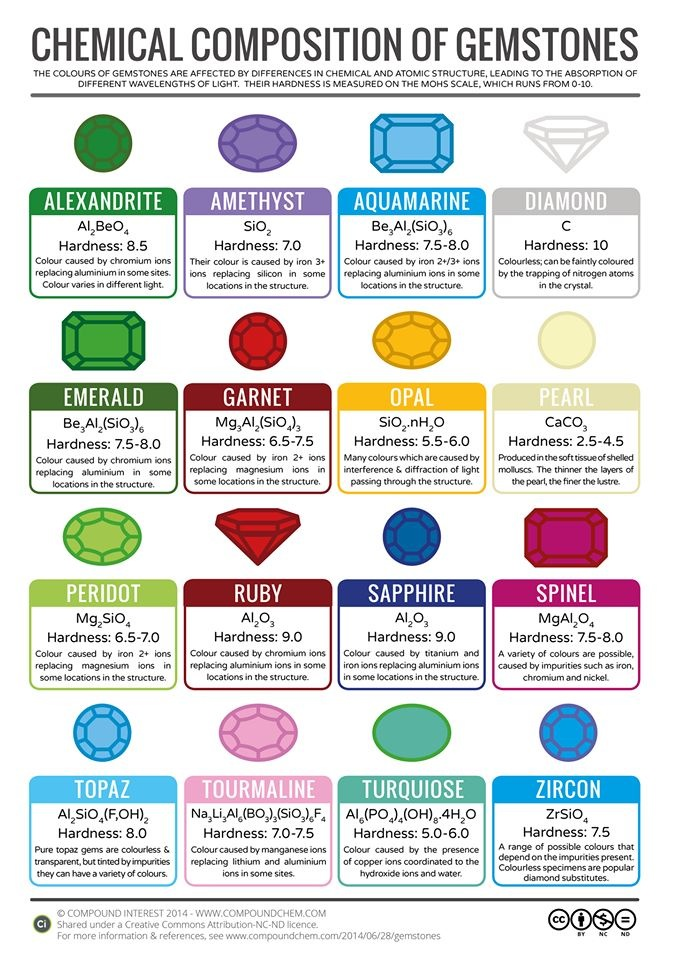 CHEMICAL COMPOSITION OF GEMSTONES
THE COLOURS OF GEMSTONES ARE AFFECTED BY DIFFERENCES IN CHEMICAL AND ATOMIC STRUCTURE, LEADING TO THE ABSORPTION OF
DIFFERENT WAVELENGTHS OF LIGHT. THEIR HARDNESS IS MEASURED ON THE MOHS SCALE, WHICH RUNS FROM 0-10.
ALEXANDRITE
Al₂BeO₄
Hardness: 8.5
Colour caused by chromium ions
replacing aluminium in some sites.
Colour varies in different light.
AMETHYST
SiO₂
Hardness: 7.0
Their colour is caused by iron 3+
ions replacing silicon in some
locations in the structure.
AQUAMARINE
Be₃Al₂(SiO₃)₆
Hardness: 7.5-8.0
Colour caused by iron 2+/3+ ions
replacing aluminium ions in some
locations in the structure.
DIAMOND
C
Hardness: 10
Colourless; can be faintly coloured
by the trapping of nitrogen atoms
in the crystal.
EMERALD
Be₃Al₂(SiO₃)₆
Hardness: 7.5-8.0
Colour caused by chromium ions
replacing aluminium in some
locations in the structure.
GARNET
Mg₃Al₂(SiO₄)₃
Hardness: 6.5-7.5
Colour caused by iron 2+ ions
replacing magnesium ions in
some locations in the structure.
OPAL
SiO₂.nH₂O
Hardness: 5.5-6.0
Many colours which are caused by
interference & diffraction of light
passing through the structure.
PEARL
CaCO₃
Hardness: 2.5-4.5
Produced in the soft tissue of shelled
molluscs. The thinner the layers of
the pearl, the finer the lustre.
PERIDOT
Mg₂SiO₄
Hardness: 6.5-7.0
Colour caused by iron 2+ ions
replacing magnesium ions in
some locations in the structure.
RUBY
Al₂O₃
Hardness: 9.0
Colour caused by chromium ions
replacing aluminium ions in some
locations in the structure.
SAPPHIRE
Al₂O₃
Hardness: 9.0
Colour caused by titanium and
iron ions replacing aluminium ions
in some locations in the structure.
SPINEL
MgAl₂O₄
Hardness: 7.5-8.0
A variety of colours are possible,
caused by impurities such as iron,
chromium and nickel.
TOPAZ
Al₂SiO₄(F,OH)₂
Hardness: 8.0
Pure topaz gems are colourless &
transparent, but tinted by impurities
they can have a variety of colours.
TOURMALINE
Na₃Li₃Al₆(BO₃)₃(SiO₃)₆F₄
Hardness: 7.0-7.5
Colour caused by manganese ions
replacing lithium and aluminium
ions in some sites.
TURQUIOSE
Al₆(PO₄)₄(OH)₈.4H₂O
Hardness: 5.0-6.0
Colour caused by the presence
of copper ions coordinated to the
hydroxide ions and water.
ZIRCON
ZrSiO₄
Hardness: 7.5
A range of possible colours that
depend on the impurities present.
Colourless specimens are popular
diamond substitutes.
Ci
© COMPOUND INTEREST 2014 - WWW.COMPOUNDCHEM.COM
Shared under a Creative Commons Attribution-NC-ND licence.
For more information & references, see www.compoundchem.com/2014/06/28/gemstones
cc
BY NC ND